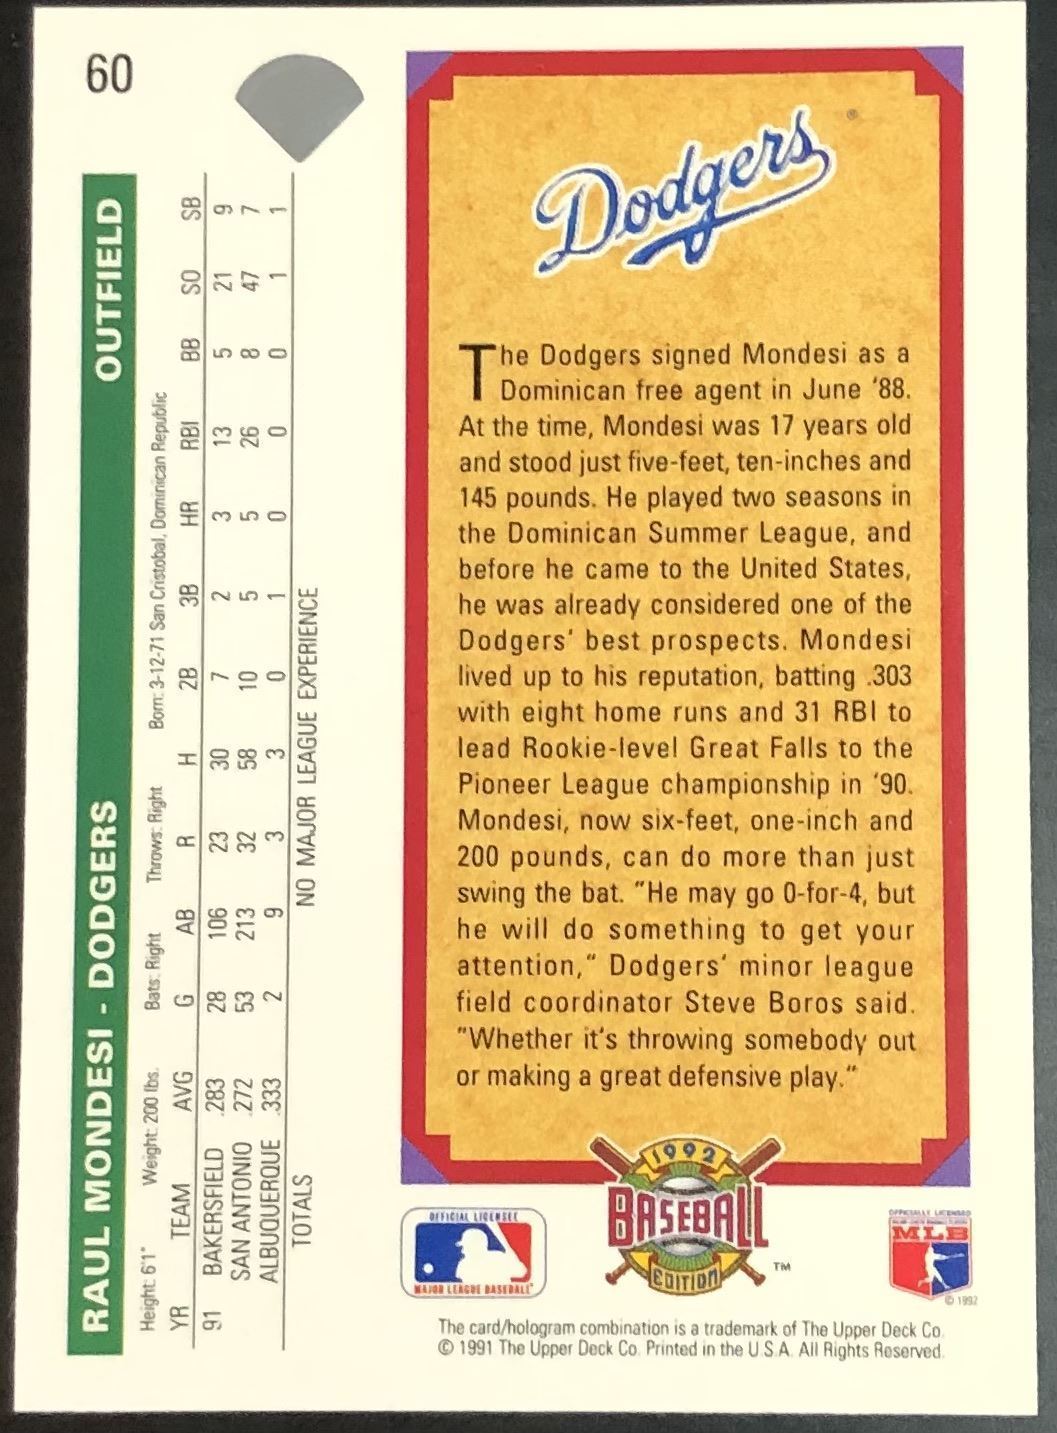 60
RAUL MONDESI - DODGERS OUTFIELD
Height: 6'1" Weight: 200 lbs. Bats: Right Throws: Right Born: 3-12-71 San Cristobal, Dominican Republic
YR TEAM AVG G AB R H 2B 3B HR RBI BB SO SB
91 BAKERSFIELD .283 28 106 23 30 7 2 3 13 5 21 9
SAN ANTONIO .272 53 213 32 58 10 5 5 26 8 47 7
ALBUQUERQUE .333 2 9 3 3 0 1 0 0 0 1 1
TOTALS NO MAJOR LEAGUE EXPERIENCE
Dodgers ®
The Dodgers signed Mondesi as a
Dominican free agent in June '88.
At the time, Mondesi was 17 years old
and stood just five-feet, ten-inches and
145 pounds. He played two seasons in
the Dominican Summer League, and
before he came to the United States,
he was already considered one of the
Dodgers' best prospects. Mondesi
lived up to his reputation, batting .303
with eight home runs and 31 RBI to
lead Rookie-level Great Falls to the
Pioneer League championship in '90.
Mondesi, now six-feet, one-inch and
200 pounds, can do more than just
swing the bat. "He may go 0-for-4, but
he will do something to get your
attention," Dodgers' minor league
field coordinator Steve Boros said.
"Whether it's throwing somebody out
or making a great defensive play."
1992
BASEBALL
EDITION
TM
OFFICIAL LICENSEE
MAJOR LEAGUE BASEBALL
OFFICIALLY LICENSED
MLB
© 1992
The card/hologram combination is a trademark of The Upper Deck Co.
© 1991 The Upper Deck Co. Printed in the U.S.A. All Rights Reserved.